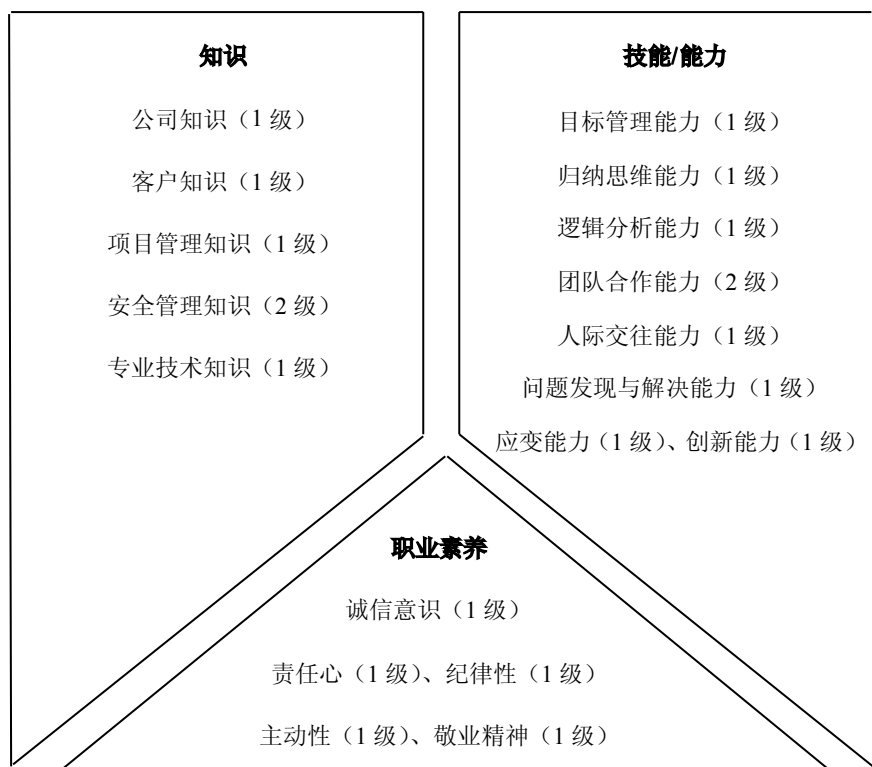 知识
公司知识（1 级）
客户知识（1 级）
项目管理知识（1 级）
安全管理知识（2 级）
专业技术知识（1 级）
技能/能力
目标管理能力（1 级）
归纳思维能力（1 级）
逻辑分析能力（1 级）
团队合作能力（2 级）
人际交往能力（1 级）
问题发现与解决能力（1 级）
应变能力（1 级）、创新能力（1 级）
职业素养
诚信意识（1 级）
责任心（1 级）、纪律性（1 级）
主动性（1 级）、敬业精神（1 级）